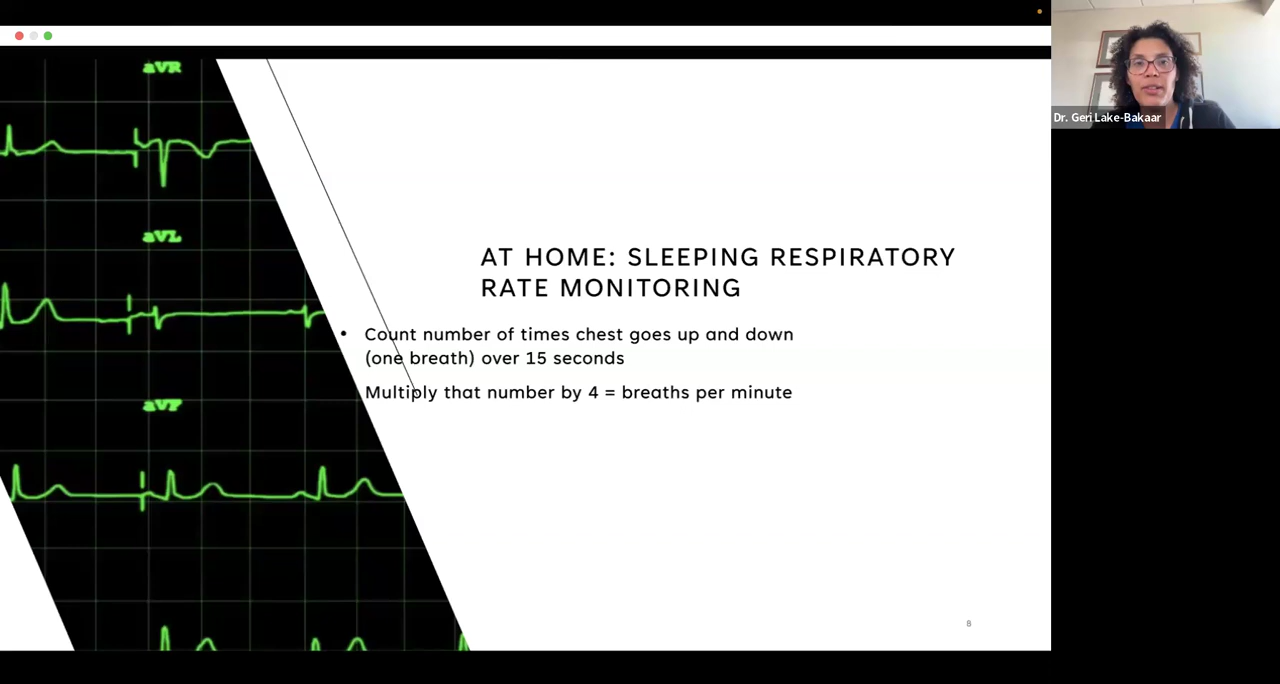 aVR
aVL
aVF
AT HOME: SLEEPING RESPIRATORY
RATE MONITORING
• Count number of times chest goes up and down
(one breath) over 15 seconds
Multiply that number by 4 = breaths per minute
8
Dr. Geri Lake-Bakaar